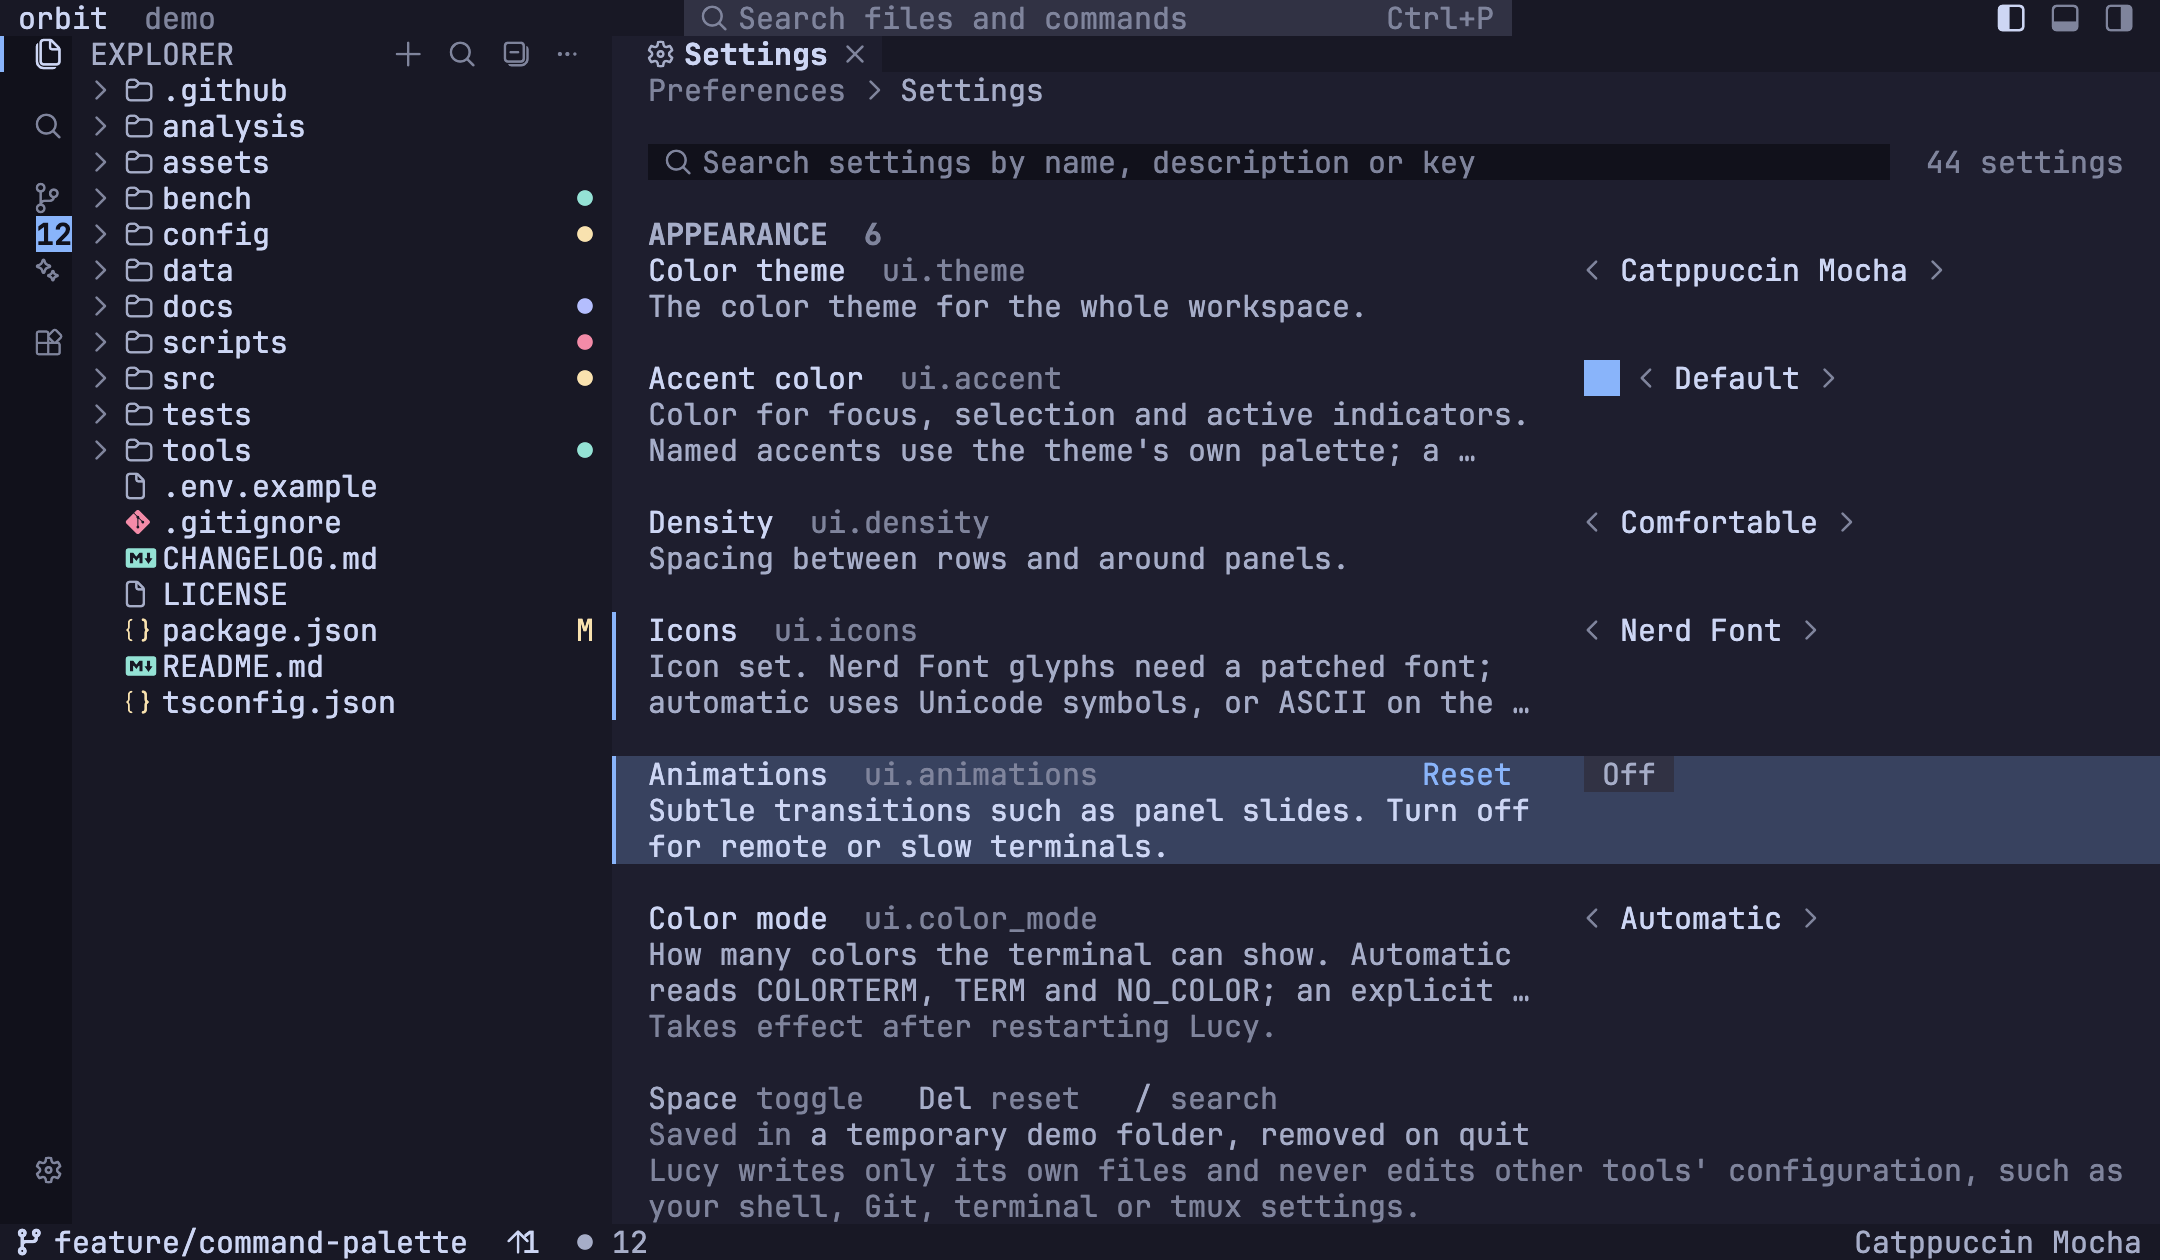 orbit demo
Search files and commands Ctrl+P
EXPLORER
.github
analysis
assets
bench
12
config
data
docs
scripts
src
tests
tools
.env.example
.gitignore
CHANGELOG.md
LICENSE
package.json M
README.md
tsconfig.json
Settings
Preferences > Settings
Search settings by name, description or key 44 settings
APPEARANCE 6
Color theme ui.theme < Catppuccin Mocha >
The color theme for the whole workspace.
Accent color ui.accent < Default >
Color for focus, selection and active indicators.
Named accents use the theme's own palette; a …
Density ui.density < Comfortable >
Spacing between rows and around panels.
Icons ui.icons < Nerd Font >
Icon set. Nerd Font glyphs need a patched font;
automatic uses Unicode symbols, or ASCII on the …
Animations ui.animations Reset Off
Subtle transitions such as panel slides. Turn off
for remote or slow terminals.
Color mode ui.color_mode < Automatic >
How many colors the terminal can show. Automatic
reads COLORTERM, TERM and NO_COLOR; an explicit …
Takes effect after restarting Lucy.
Space toggle Del reset / search
Saved in a temporary demo folder, removed on quit
Lucy writes only its own files and never edits other tools' configuration, such as
your shell, Git, terminal or tmux settings.
feature/command-palette ↑1 ● 12 Catppuccin Mocha